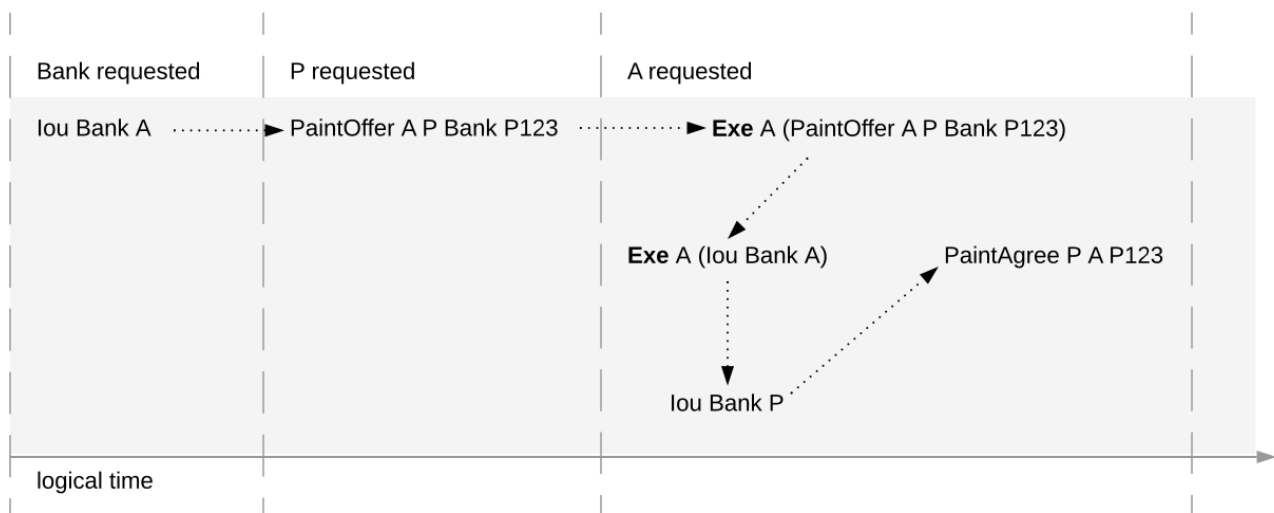 Bank requested P requested A requested
Iou Bank A PaintOffer A P Bank P123 Exe A (PaintOffer A P Bank P123)
Exe A (Iou Bank A) PaintAgree P A P123
Iou Bank P
logical time